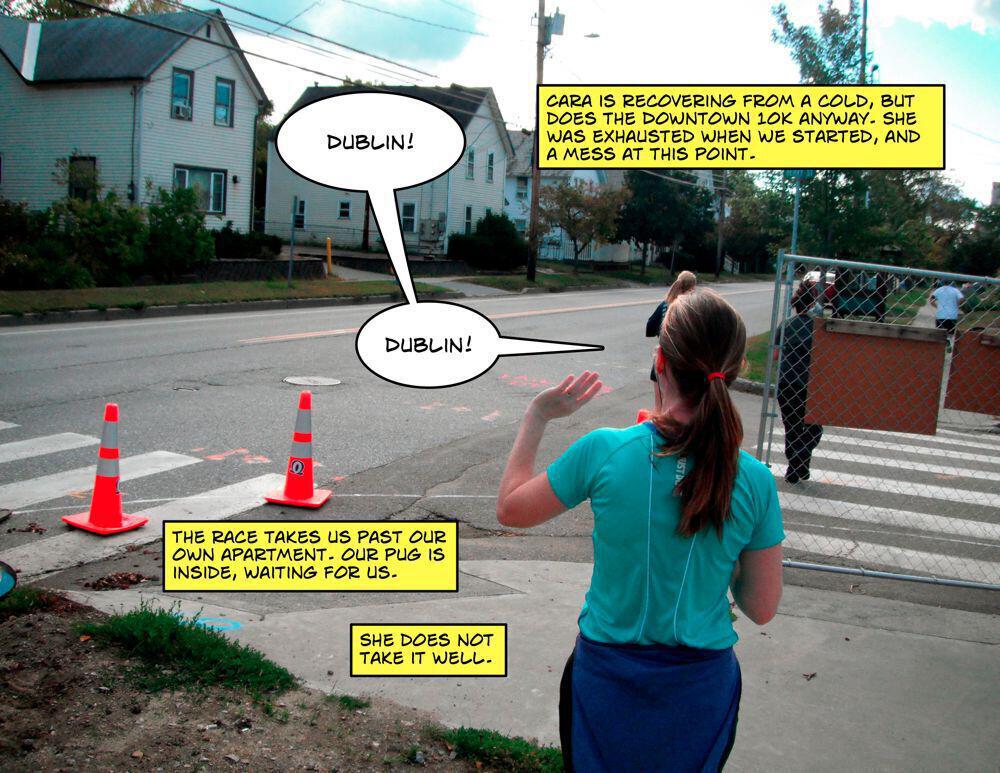 CARA IS RECOVERING FROM A COLD, BUT
DOES THE DOWNTOWN 10K ANYWAY. SHE
WAS EXHAUSTED WHEN WE STARTED, AND
A MESS AT THIS POINT.
DUBLIN!
DUBLIN!
THE RACE TAKES US PAST OUR
OWN APARTMENT. OUR PUG IS
INSIDE, WAITING FOR US.
SHE DOES NOT
TAKE IT WELL.